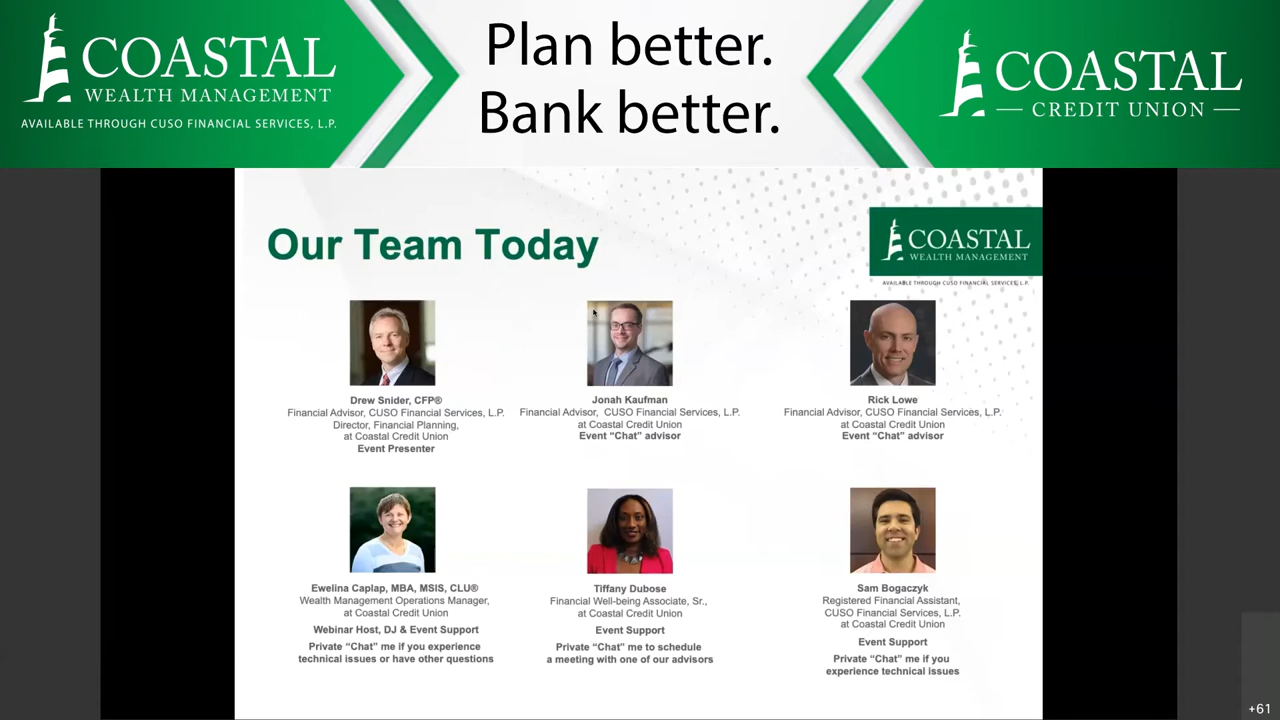 COASTAL
WEALTH MANAGEMENT
AVAILABLE THROUGH CUSO FINANCIAL SERVICES, L.P.
Plan better.
Bank better.
COASTAL
CREDIT UNION
Our Team Today
COASTAL
WEALTH MANAGEMENT
AVAILABLE THROUGH CUSO FINANCIAL SERVICES, L.P.
Drew Snider, CFP®
Financial Advisor, CUSO Financial Services, L.P.
Director, Financial Planning,
at Coastal Credit Union
Event Presenter
Jonah Kaufman
Financial Advisor, CUSO Financial Services, L.P.
at Coastal Credit Union
Event “Chat” advisor
Rick Lowe
Financial Advisor, CUSO Financial Services, L.P.
at Coastal Credit Union
Event “Chat” advisor
Ewelina Caplap, MBA, MSIS, CLU®
Wealth Management Operations Manager,
at Coastal Credit Union
Webinar Host, DJ & Event Support
Private “Chat” me if you experience
technical issues or have other questions
Tiffany Dubose
Financial Well-being Associate, Sr.,
at Coastal Credit Union
Event Support
Private “Chat” me to schedule
a meeting with one of our advisors
Sam Bogaczyk
Registered Financial Assistant,
CUSO Financial Services, L.P.
at Coastal Credit Union
Event Support
Private “Chat” me if you
experience technical issues
+61